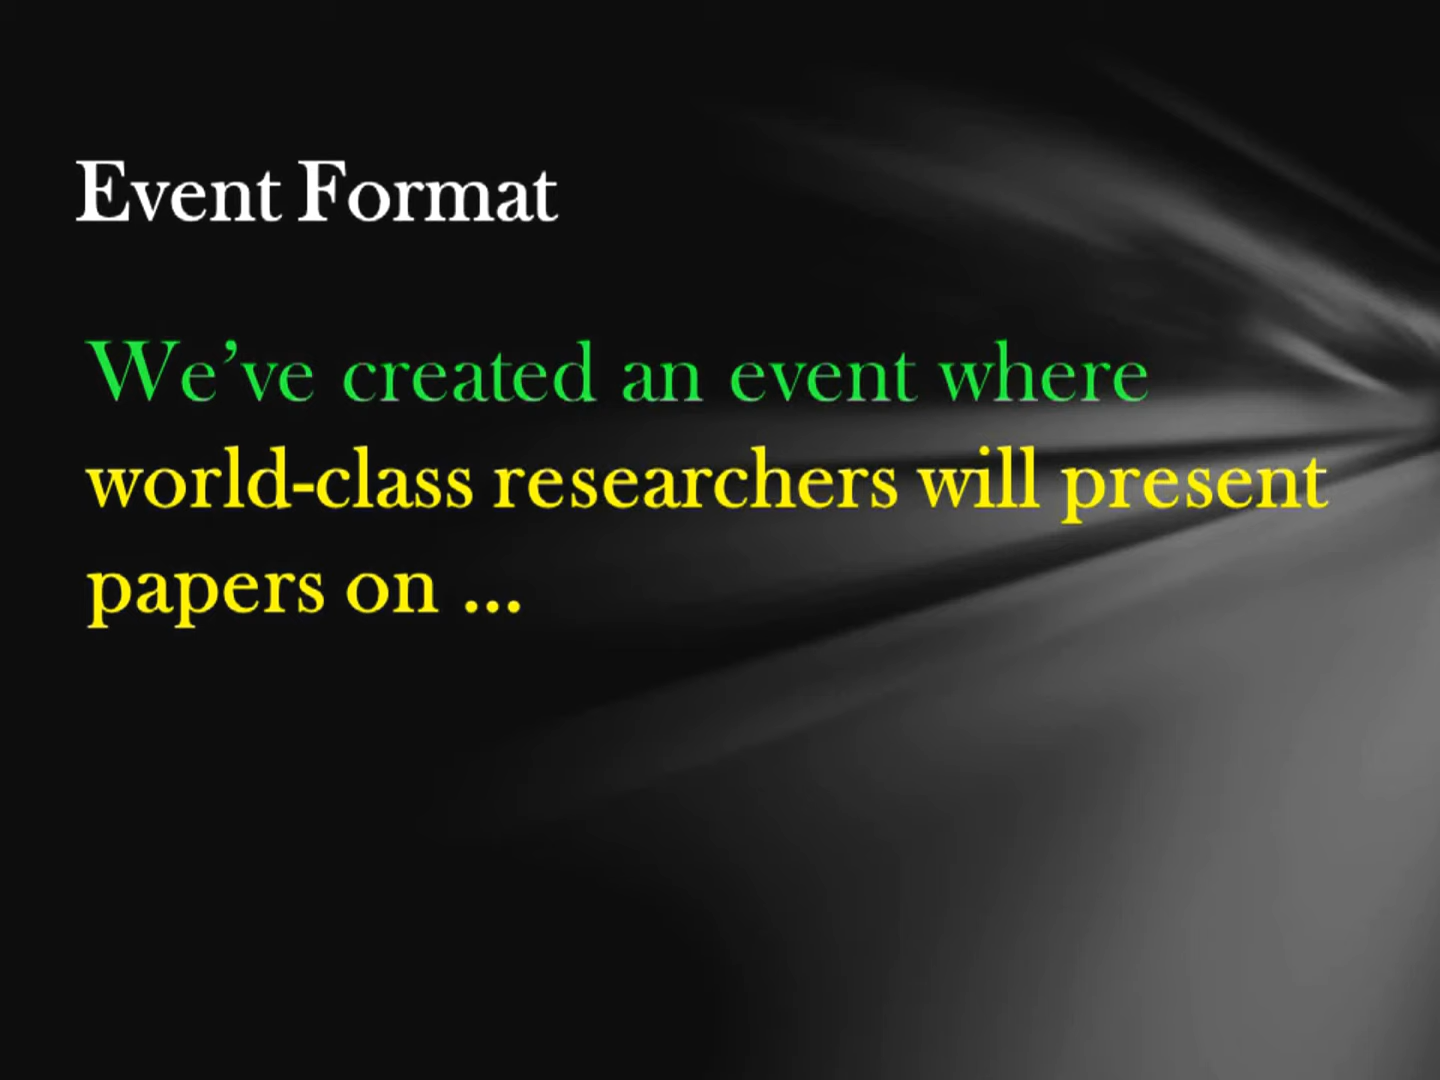 Event Format
We’ve created an event where
world-class researchers will present
papers on ...